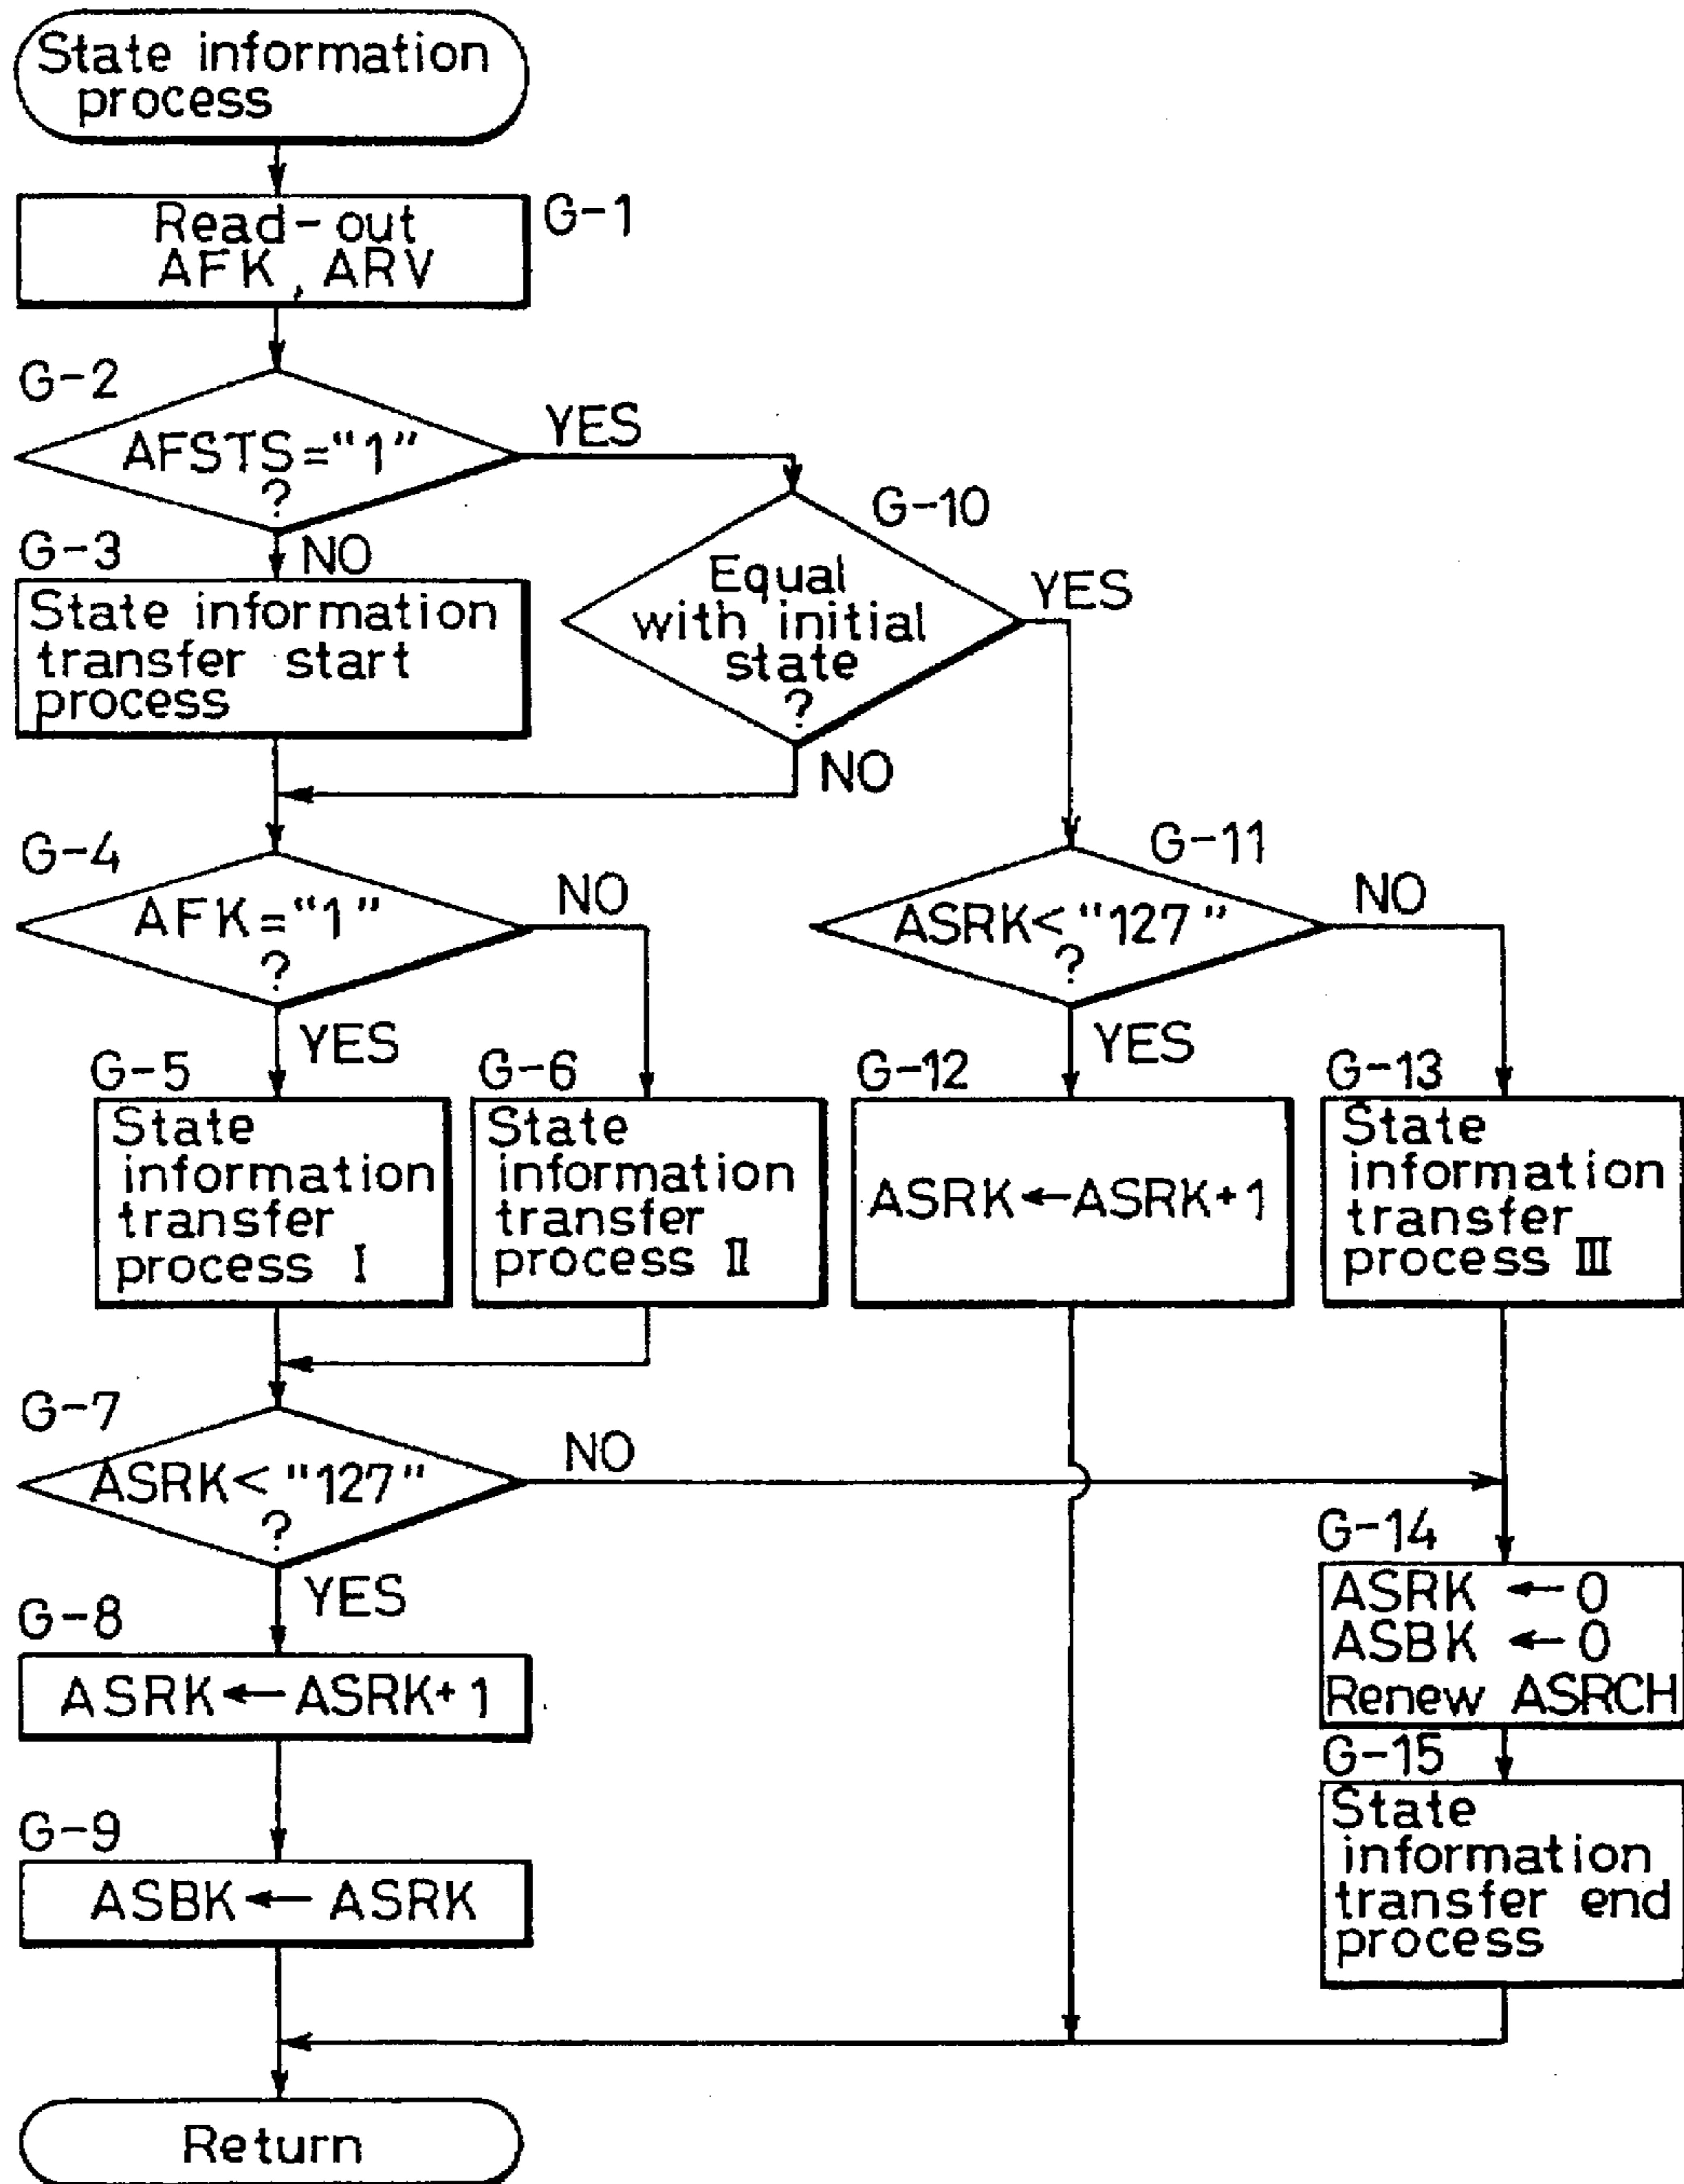 State information
process
Read-out
AFK, ARV
G-1
G-2
AFSTS="1"
?
YES
NO
G-3
State information
transfer start
process
G-10
Equal
with initial
state
?
YES
NO
G-4
AFK="1"
?
NO
YES
G-5
State
information
transfer
process I
G-6
State
information
transfer
process II
G-11
ASRK<"127"
?
NO
YES
G-12
ASRK←ASRK+1
G-13
State
information
transfer
process III
G-7
ASRK<"127"
?
NO
YES
G-8
ASRK←ASRK+1
G-9
ASBK←ASRK
G-14
ASRK ←0
ASBK ←0
Renew ASRCH
G-15
State
information
transfer end
process
Return